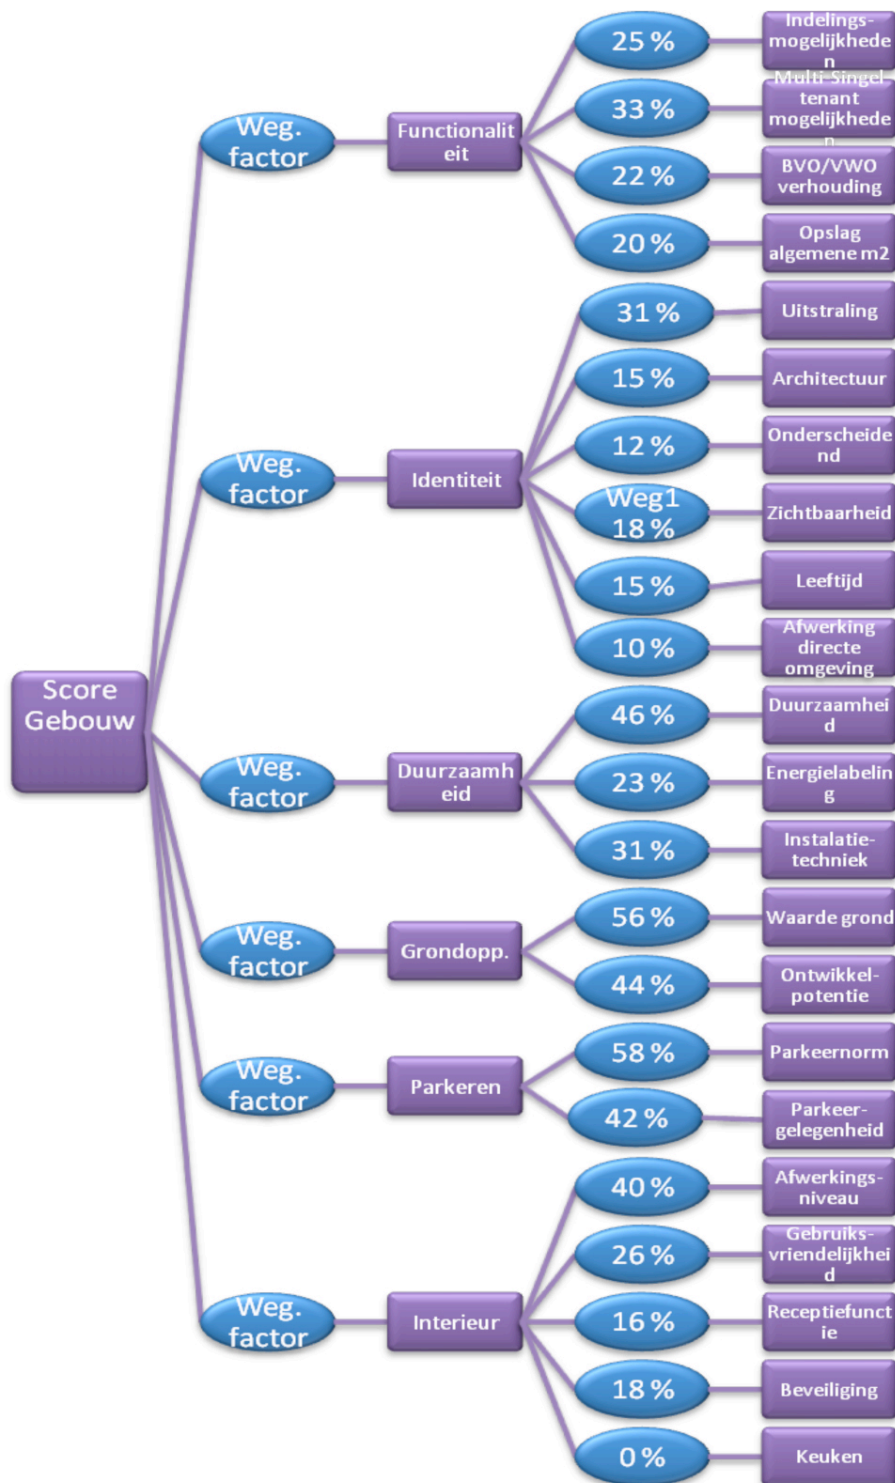 25 %
Indelings-
mogelijkhede
n
33 %
Multi Singel
tenant
mogelijkhede
n
Weg.
factor
Functionalit
eit
22 %
BVO/VWO
verhouding
20 %
Opslag
algemene m2
31 %
Uitstraling
15 %
Architectuur
12 %
Onderscheide
nd
Weg.
factor
Identiteit
Weg1
18 %
Zichtbaarheid
15 %
Leeftijd
10 %
Afwerking
directe
omgeving
Score
Gebouw
46 %
Duurzaamhei
d
Weg.
factor
Duurzaamh
eid
23 %
Energielabelin
g
31 %
Instalatie-
techniek
56 %
Waarde grond
Weg.
factor
Grondopp.
44 %
Ontwikkel-
potentie
58 %
Parkeernorm
Weg.
factor
Parkeren
42 %
Parkeer-
gelegenheid
40 %
Afwerkings-
niveau
26 %
Gebruiks-
vriendelijkhei
d
Weg.
factor
Interieur
16 %
Receptiefunct
ie
18 %
Beveiliging
0 %
Keuken